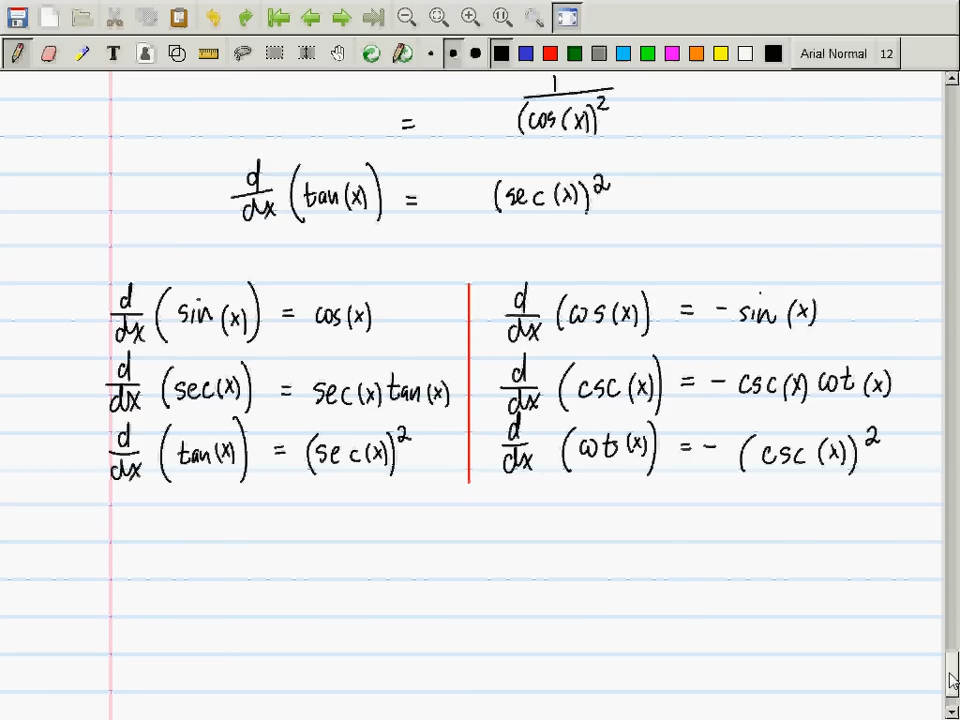 Arial Normal 12
1
= (cos(x))^2
d/dx (tan(x)) = (sec(x))^2
d/dx (sin(x)) = cos(x)
d/dx (sec(x)) = sec(x) tan(x)
d/dx (tan(x)) = (sec(x))^2
d/dx (cos(x)) = - sin(x)
d/dx (csc(x)) = - csc(x) cot(x)
d/dx (cot(x)) = - (csc(x))^2